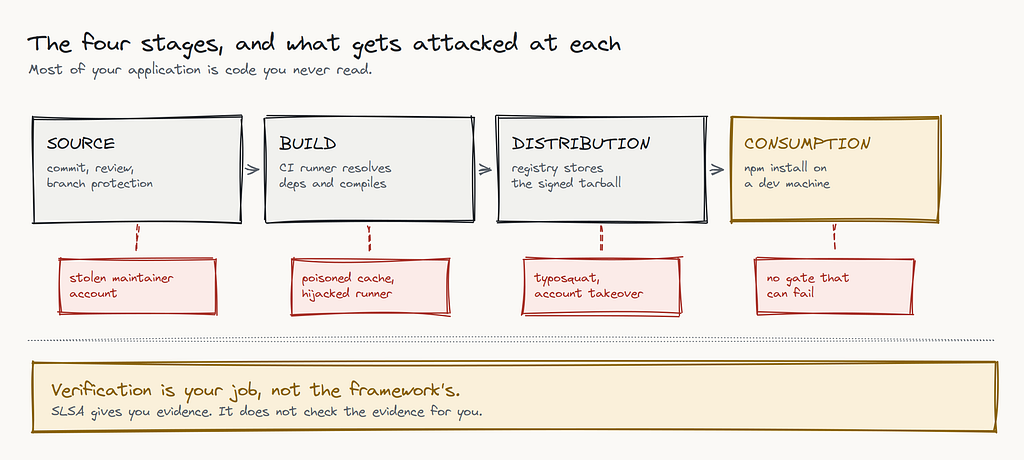 The four stages, and what gets attacked at each
Most of your application is code you never read.
SOURCE
commit, review,
branch protection
BUILD
CI runner resolves
deps and compiles
DISTRIBUTION
registry stores
the signed tarball
CONSUMPTION
npm install on
a dev machine
stolen maintainer
account
poisoned cache,
hijacked runner
typosquat,
account takeover
no gate that
can fail
Verification is your job, not the framework's.
SLSA gives you evidence. It does not check the evidence for you.